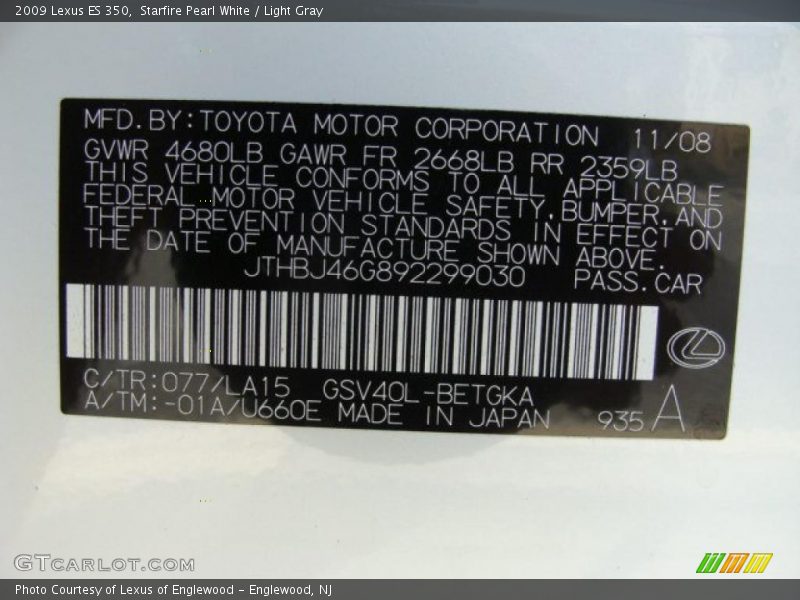 2009 Lexus ES 350,  Starfire Pearl White / Light Gray
MFD.BY:TOYOTA MOTOR CORPORATION 11/08
GVWR 4680LB GAWR FR 2668LB RR 2359LB
THIS VEHICLE CONFORMS TO ALL APPLICABLE
FEDERAL MOTOR VEHICLE SAFETY,BUMPER,AND
THEFT PREVENTION STANDARDS IN EFFECT ON
THE DATE OF MANUFACTURE SHOWN ABOVE.
JTHBJ46G892299030 PASS.CAR
C/TR:077/LA15 GSV40L-BETGKA
A/TM:-01A/U660E MADE IN JAPAN 935 A
GTCARLOT.COM
Photo Courtesy of Lexus of Englewood - Englewood, NJ